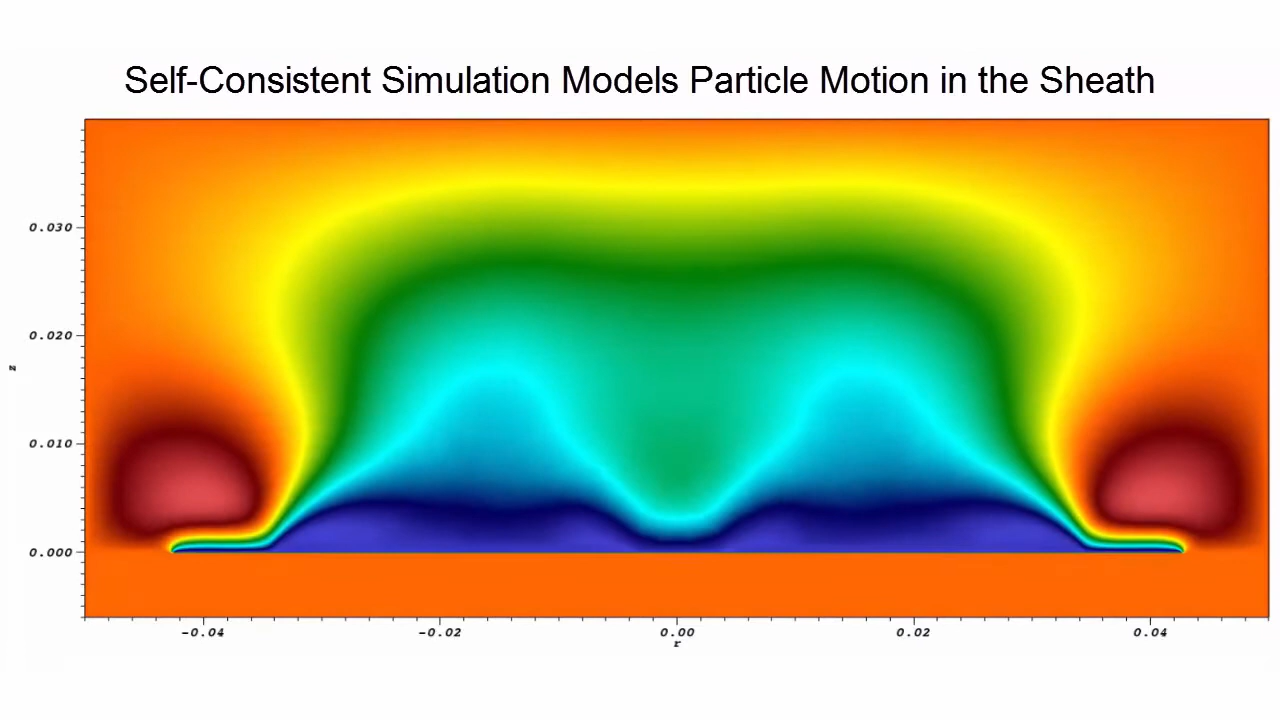 Self-Consistent Simulation Models Particle Motion in the Sheath
0.030
0.020
z
0.010
0.000
-0.04 -0.02 0.00 0.02 0.04
r